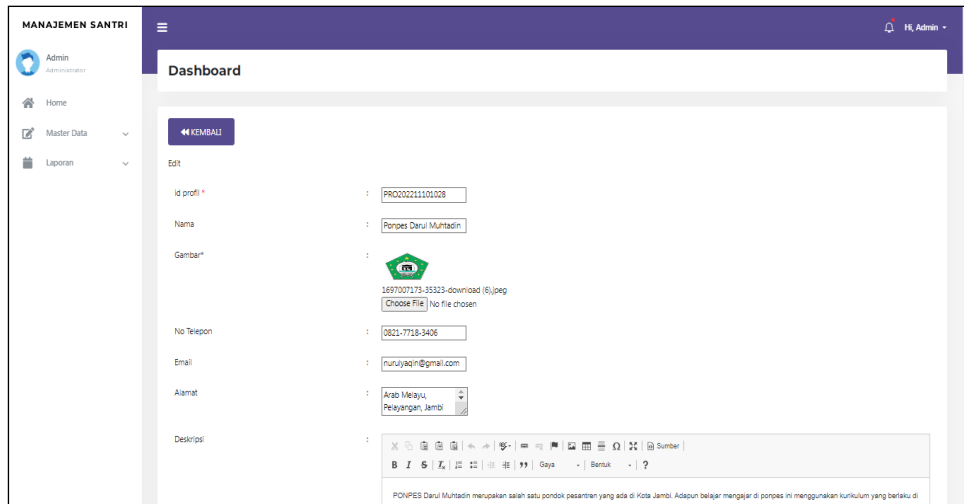 MANAJEMEN SANTRI
Hi, Admin
Admin
Administrator
Dashboard
Home
Master Data
Laporan
KEMBALI
Edit
Id profil * : PRO202211101028
Nama : Ponpes Darul Muhtadin
Gambar* :
1697007173-35323-download (6).jpeg
Choose File No file chosen
No Telepon : 0821-7718-3406
Email : nurulyaqin@gmail.com
Alamat : Arab Melayu,
Pelayangan, Jambi
Deskripsi :
Sumber
B I S Ix Gaya Bentuk ?
PONPES Darul Muhtadin merupakan salah satu pondok pesantren yang ada di Kota Jambi. Adapun belajar mengajar di ponpes ini menggunakan kurikulum yang berlaku di